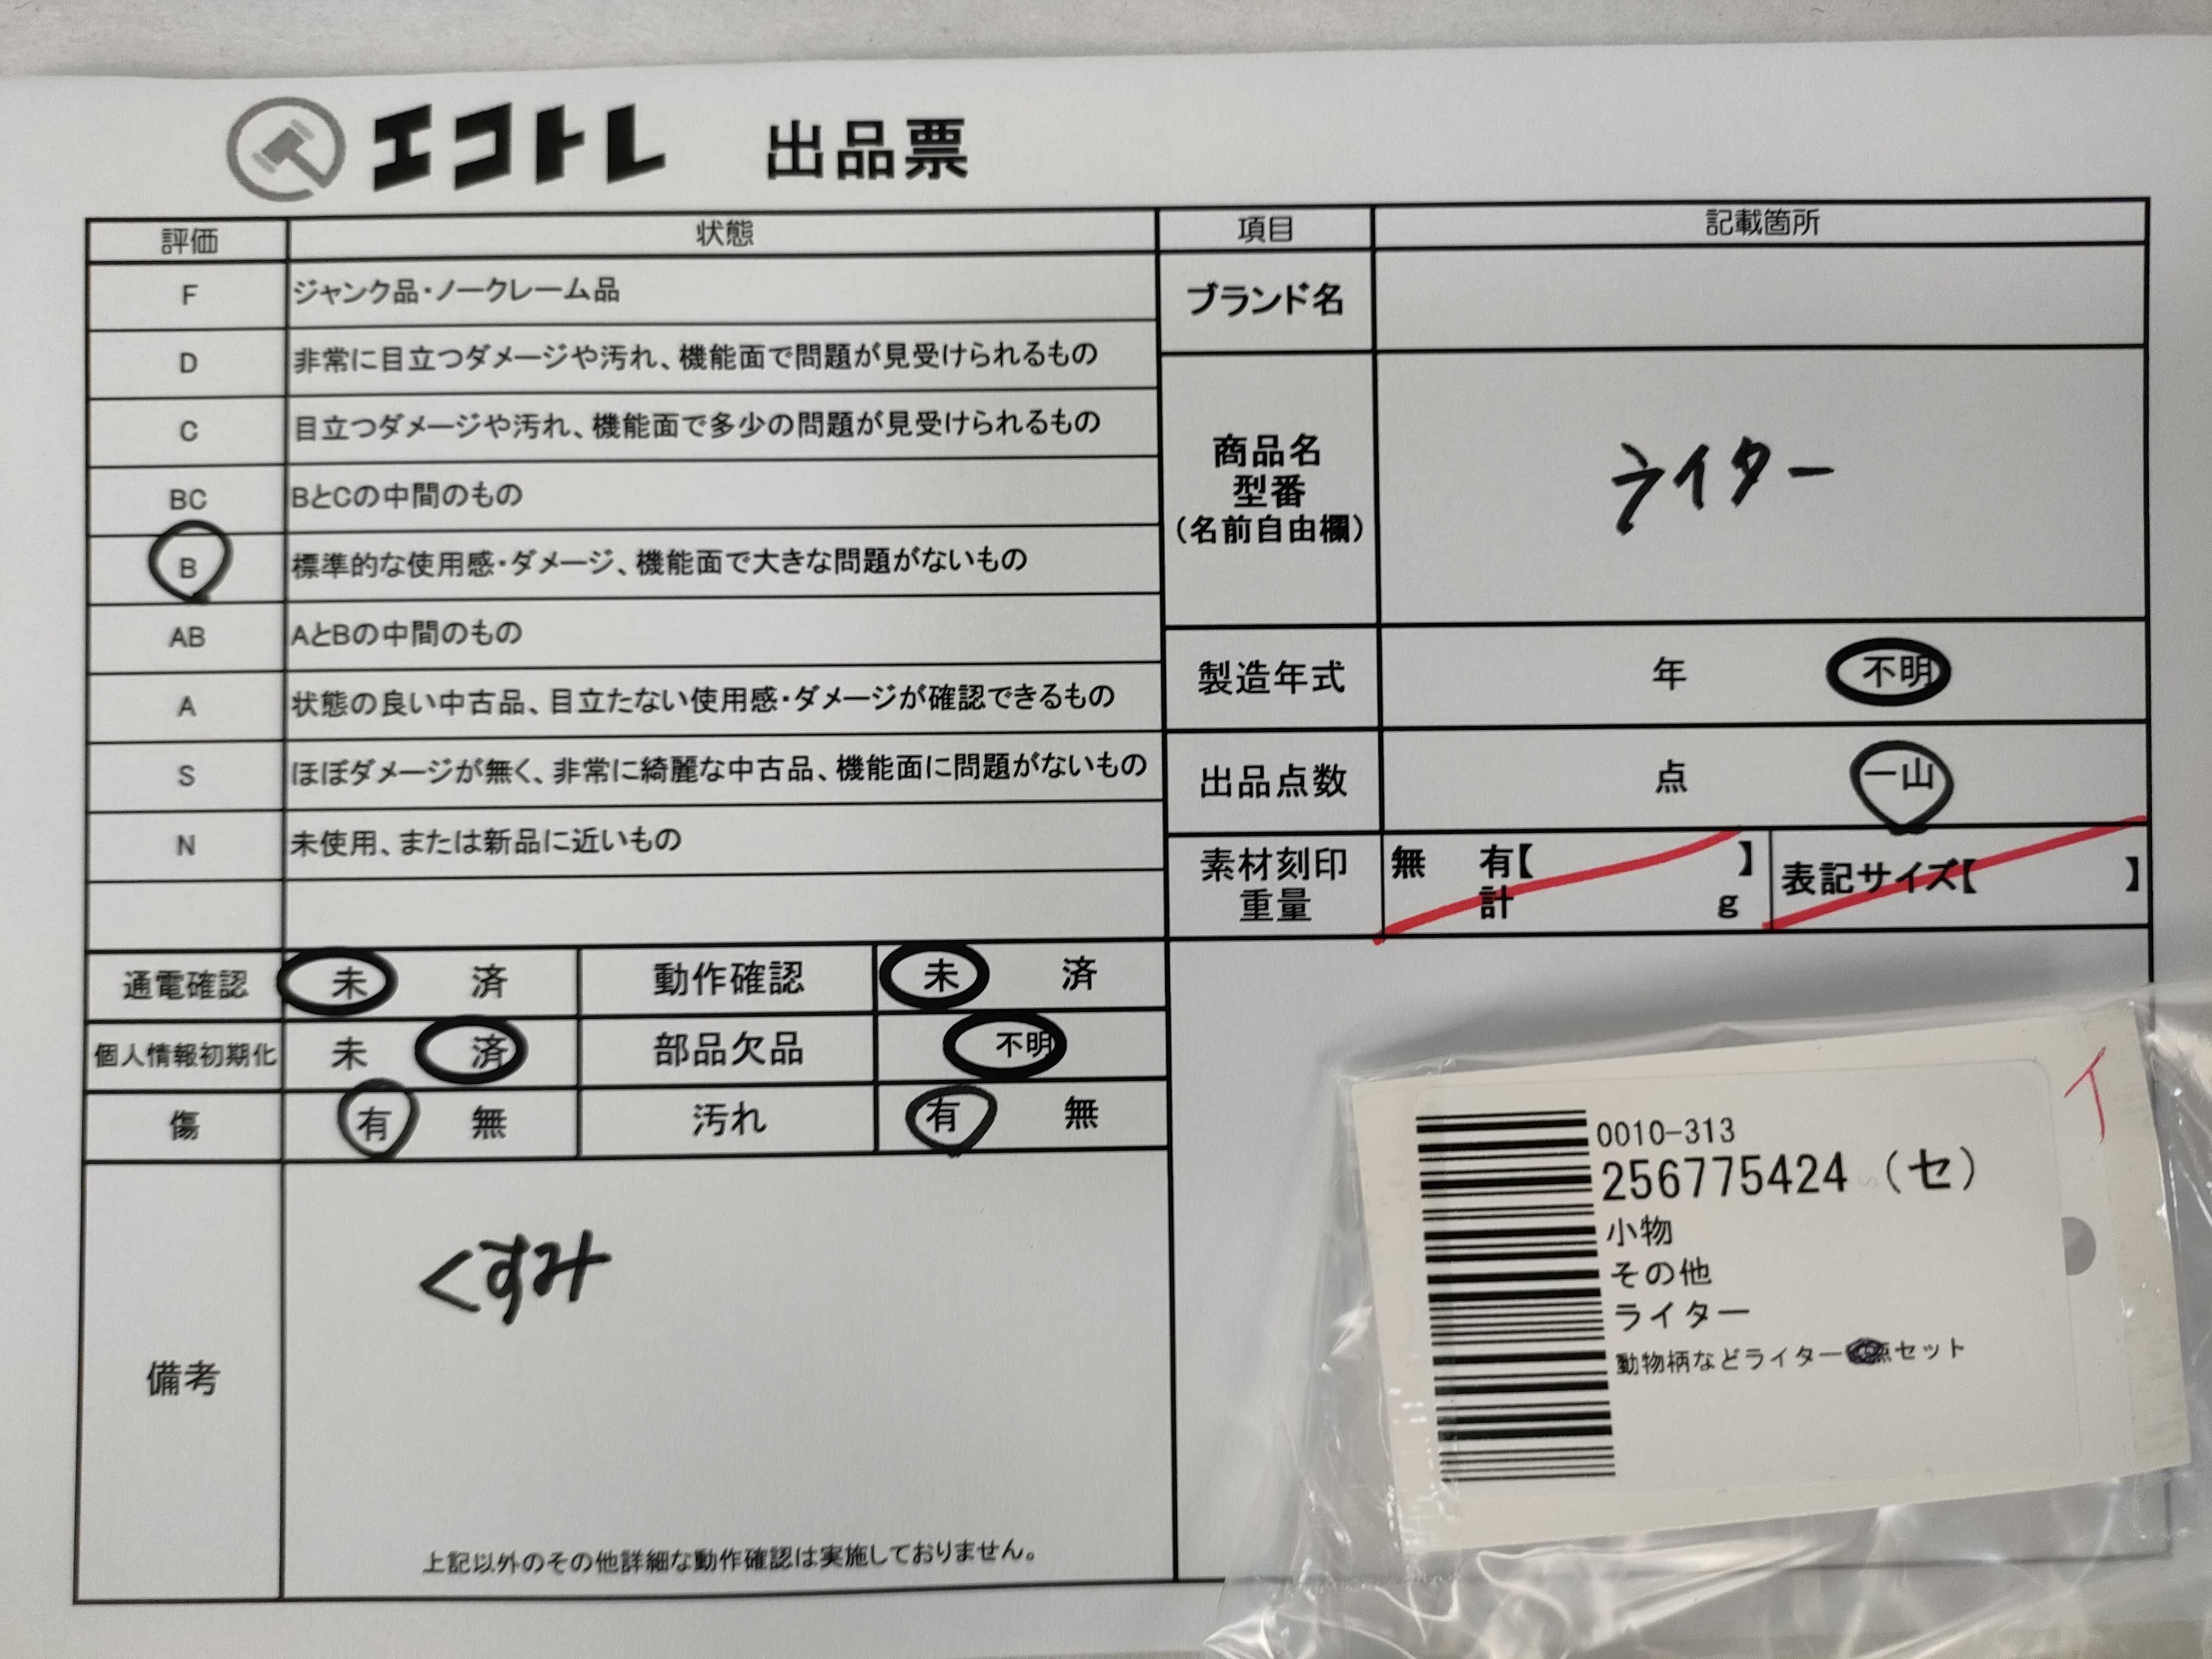 エコトレ 出品票
評価 状態 項目 記載箇所
F ジャンク品・ノークレーム品
D 非常に目立つダメージや汚れ、機能面で問題が見受けられるもの
C 目立つダメージや汚れ、機能面で多少の問題が見受けられるもの
BC BとCの中間のもの
B 標準的な使用感・ダメージ、機能面で大きな問題がないもの
AB AとBの中間のもの
A 状態の良い中古品、目立たない使用感・ダメージが確認できるもの
S ほぼダメージが無く、非常に綺麗な中古品、機能面に問題がないもの
N 未使用、または新品に近いもの
ブランド名
商品名
型番
(名前自由欄)
ライター
製造年式 年 不明
出品点数 点 一山
素材刻印
重量
無 有【 】
計 g
表記サイズ【 】
通電確認 未 済 動作確認 未 済
個人情報初期化 未 済 部品欠品 不明
傷 有 無 汚れ 有 無
備考
くすみ
上記以外のその他詳細な動作確認は実施しておりません。
イ
0010-313
256775424 (セ)
小物
その他
ライター
動物柄などライター点セット